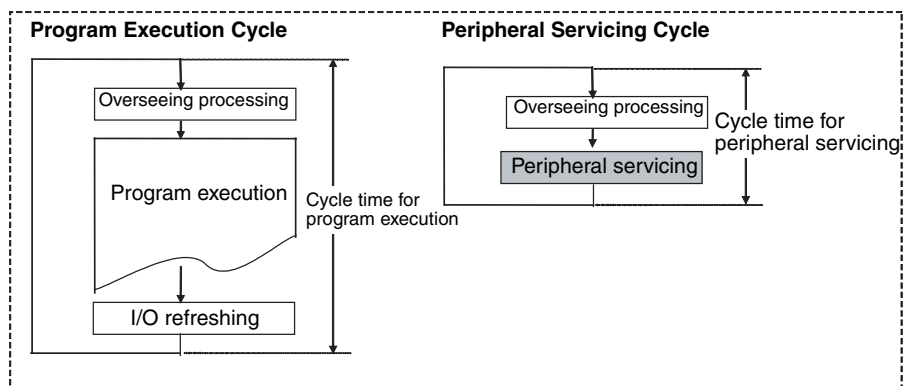 Program Execution Cycle
Overseeing processing
Program execution
Cycle time for
program execution
I/O refreshing
Peripheral Servicing Cycle
Overseeing processing
Peripheral servicing
Cycle time for
peripheral servicing